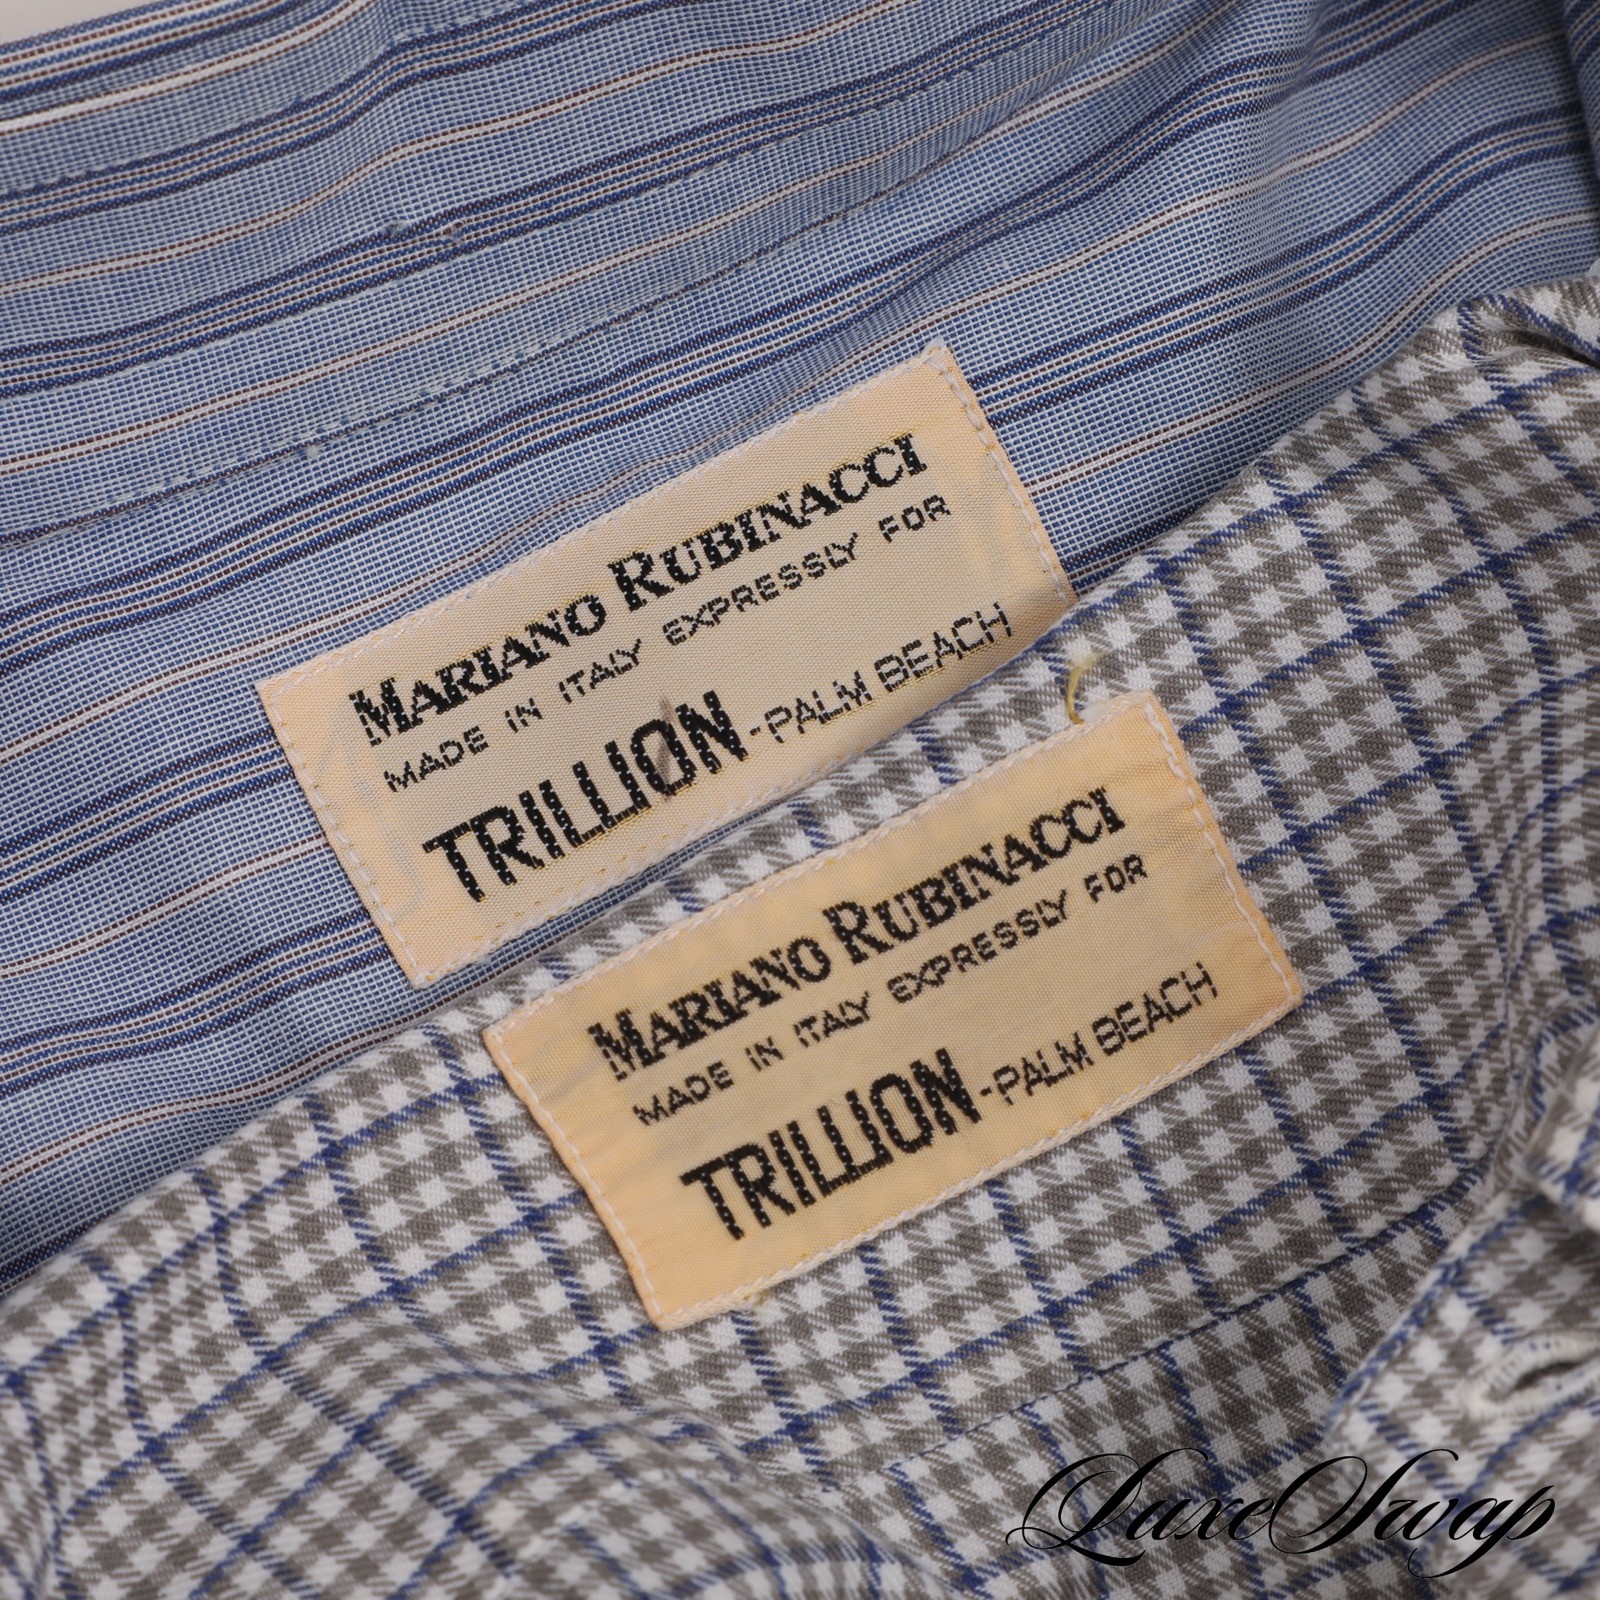 MARIANO RUBINACCI
MADE IN ITALY EXPRESSLY FOR
TRILLION - PALM BEACH
MARIANO RUBINACCI
MADE IN ITALY EXPRESSLY FOR
TRILLION - PALM BEACH
LuxeSwap